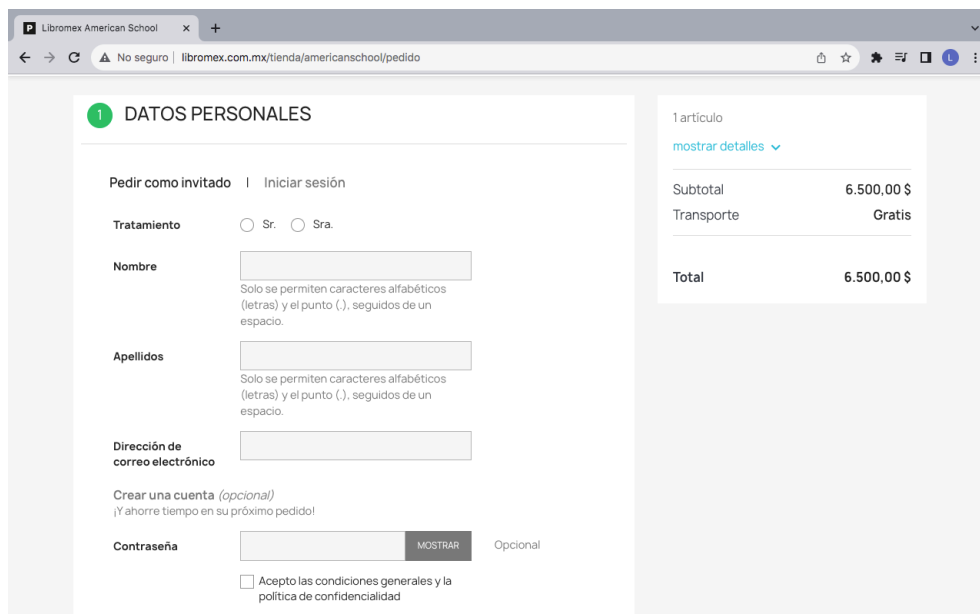 Libromex American School
No seguro libromex.com.mx/tienda/americanschool/pedido
L
1 DATOS PERSONALES
Pedir como invitado | Iniciar sesión
Tratamiento Sr. Sra.
Nombre
Solo se permiten caracteres alfabéticos
(letras) y el punto (.), seguidos de un
espacio.
Apellidos
Solo se permiten caracteres alfabéticos
(letras) y el punto (.), seguidos de un
espacio.
Dirección de
correo electrónico
Crear una cuenta (opcional)
¡Y ahorre tiempo en su próximo pedido!
Contraseña MOSTRAR Opcional
Acepto las condiciones generales y la
política de confidencialidad
1 artículo
mostrar detalles
Subtotal 6.500,00 $
Transporte Gratis
Total 6.500,00 $